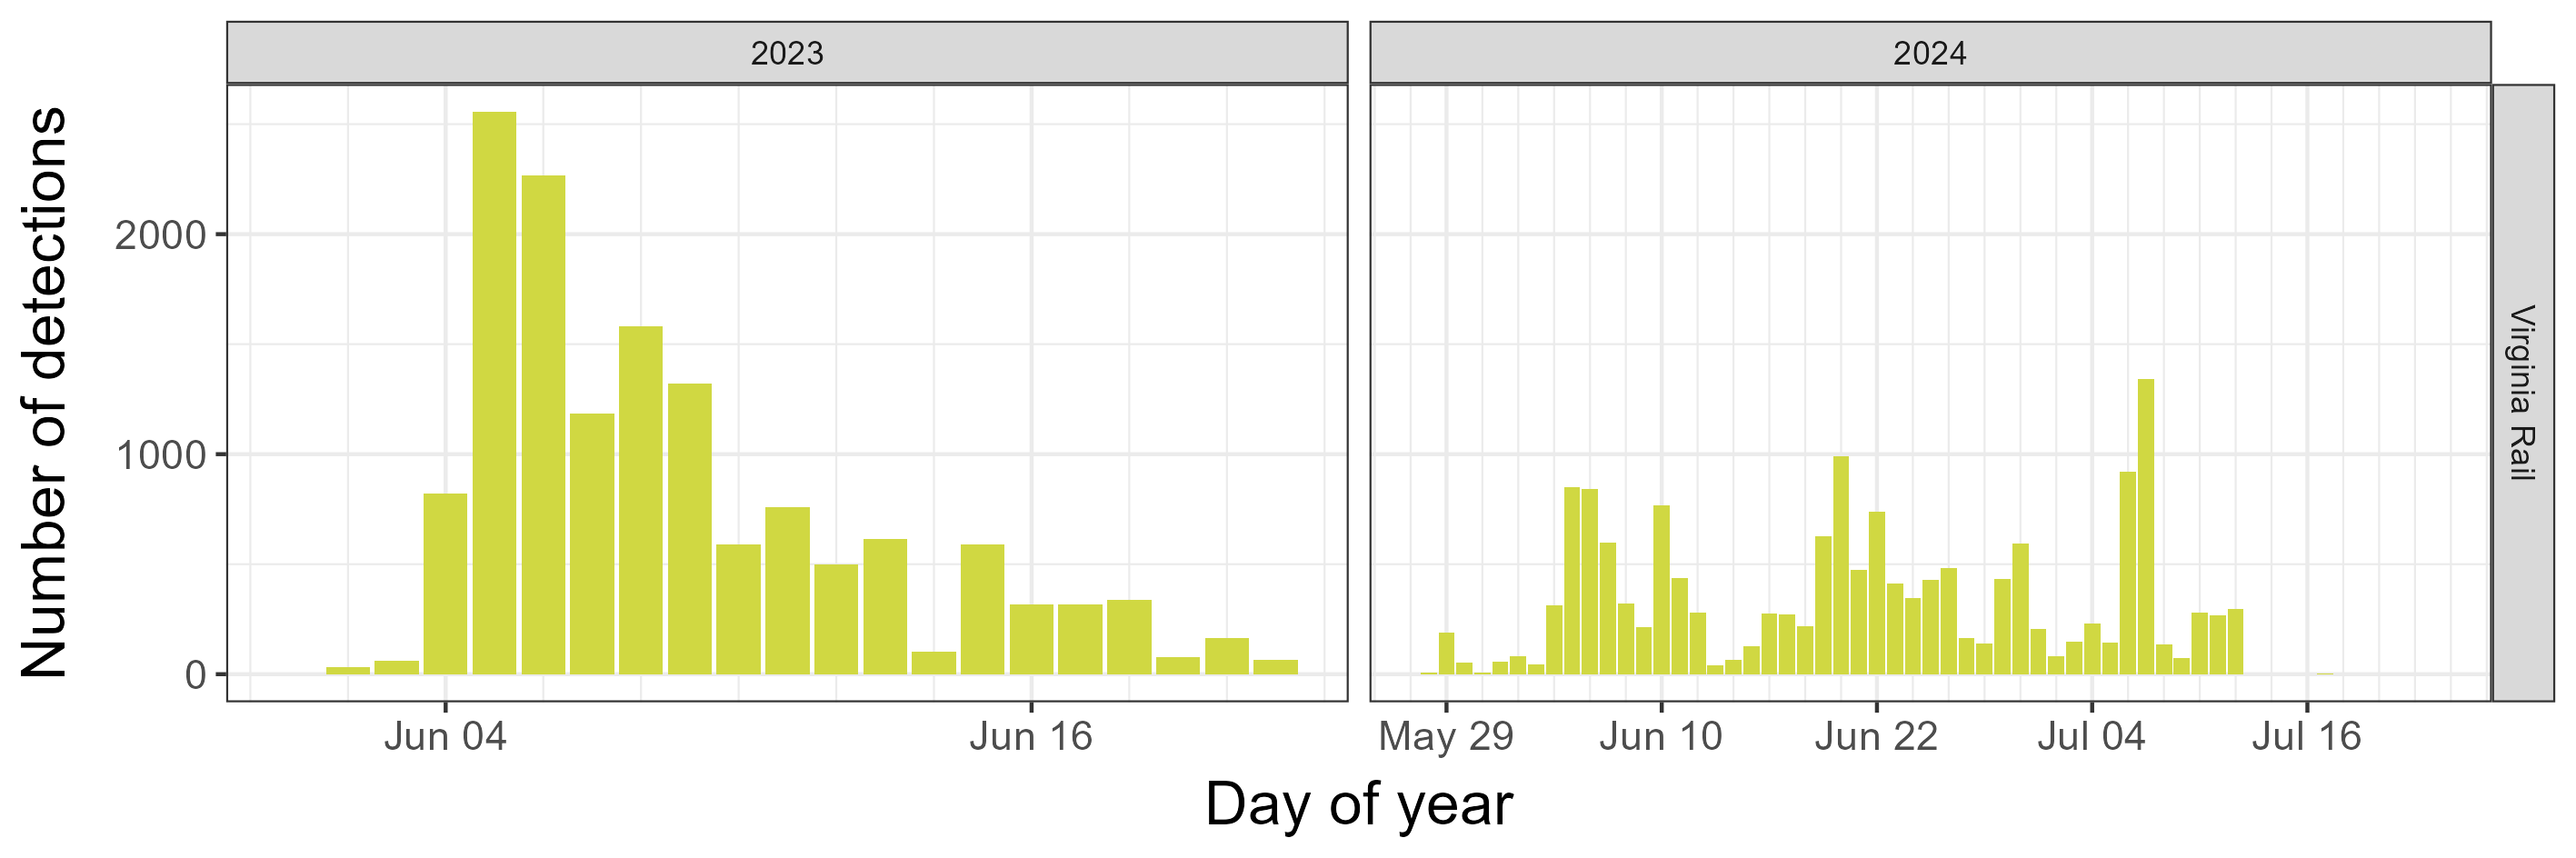 2023
2024
Virginia Rail
Number of detections
2000
1000
0
Jun 04
Jun 16
May 29
Jun 10
Jun 22
Jul 04
Jul 16
Day of year